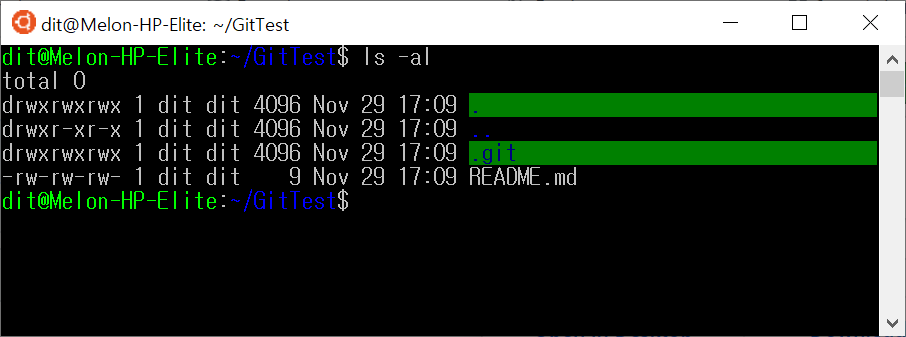 dit@Melon-HP-Elite: ~/GitTest
dit@Melon-HP-Elite:~/GitTest$ ls -al
total 0
drwxrwxrwx 1 dit dit 4096 Nov 29 17:09 .
drwxr-xr-x 1 dit dit 4096 Nov 29 17:09 ..
drwxrwxrwx 1 dit dit 4096 Nov 29 17:09 .git
-rw-rw-rw- 1 dit dit    9 Nov 29 17:09 README.md
dit@Melon-HP-Elite:~/GitTest$